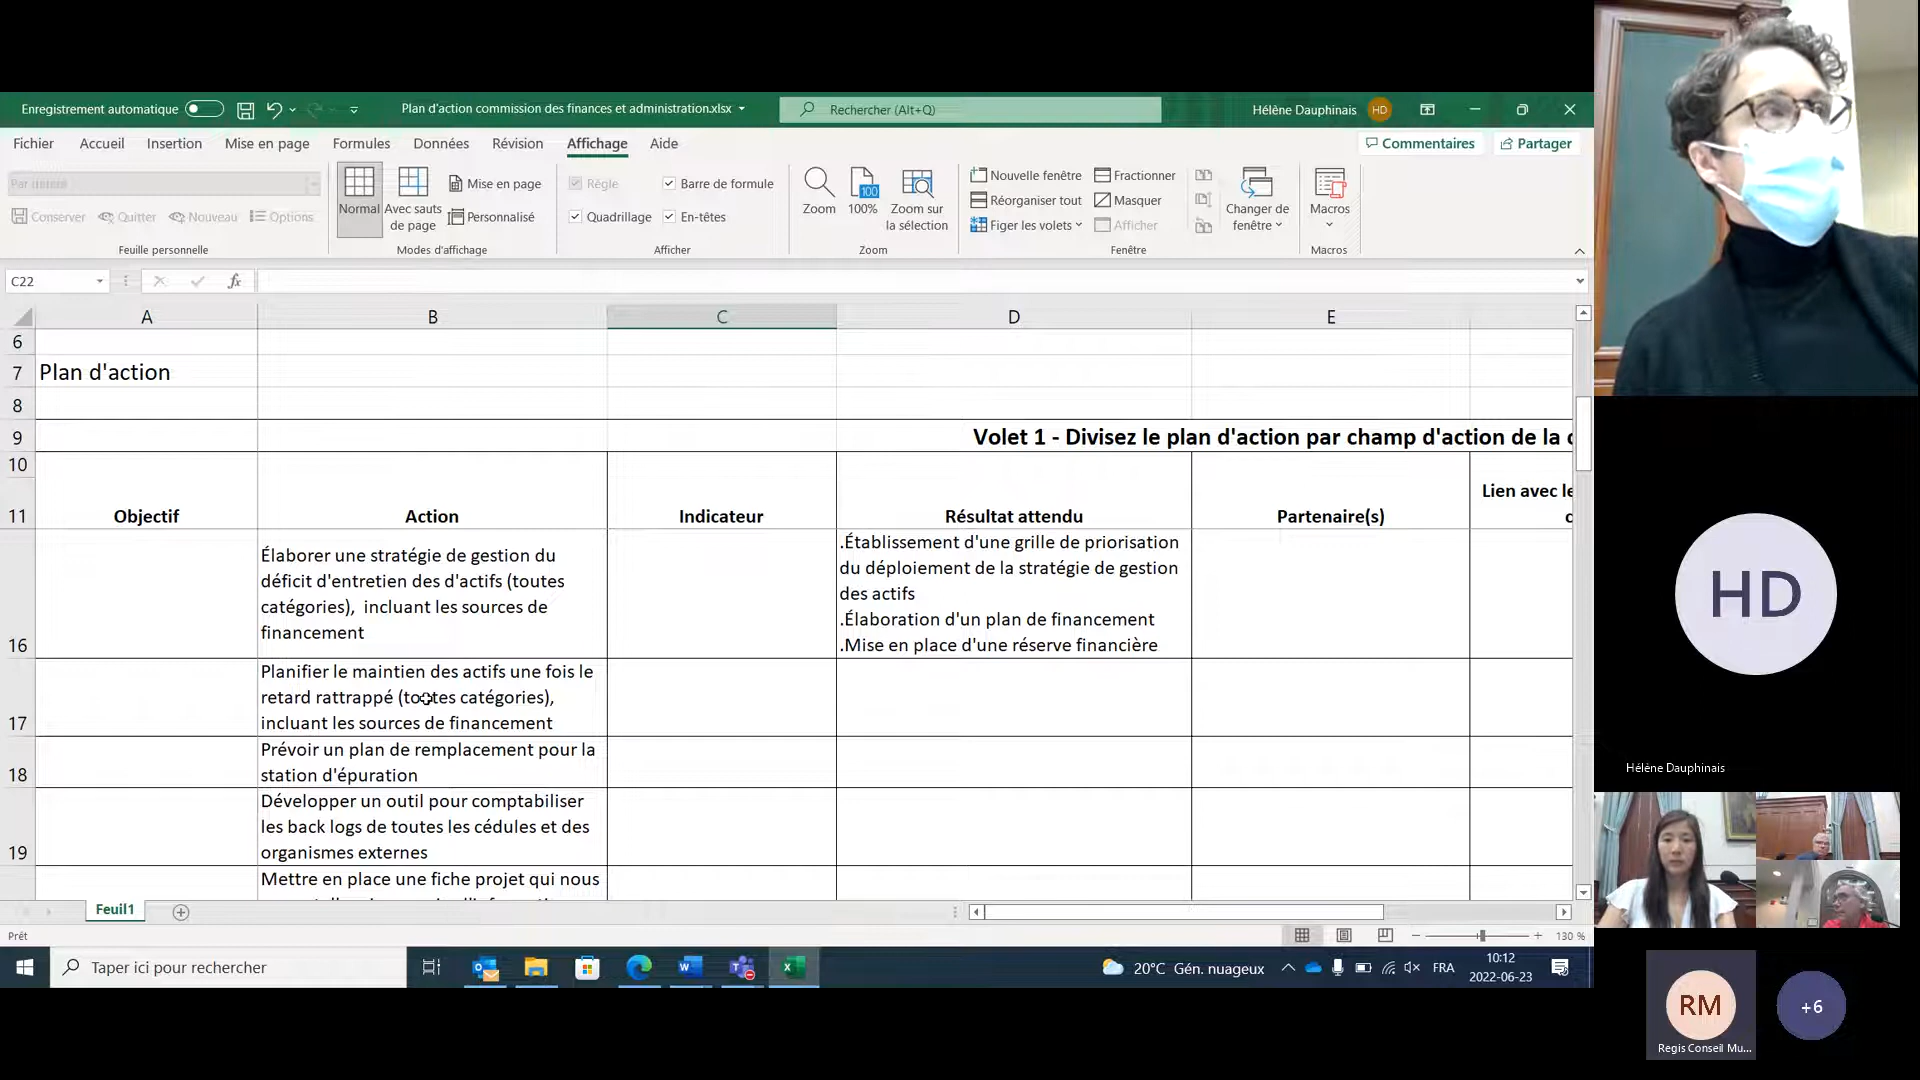 Enregistrement automatique
Plan d'action commission des finances et administration.xlsx
Rechercher (Alt+Q)
Hélène Dauphinais
HD
Fichier
Accueil
Insertion
Mise en page
Formules
Données
Révision
Affichage
Aide
Commentaires
Partager
Par défaut
Conserver
Quitter
Nouveau
Options
Feuille personnelle
Normal
Avec sauts
de page
Mise en page
Personnalisé
Modes d'affichage
Règle
Barre de formule
Quadrillage
En-têtes
Afficher
Zoom
100
100%
Zoom sur
la sélection
Zoom
Nouvelle fenêtre
Réorganiser tout
Figer les volets
Fractionner
Masquer
Afficher
Changer de
fenêtre
Fenêtre
Macros
Macros
C22
fx
A B C D E
6
7 Plan d'action
8
9 Volet 1 - Divisez le plan d'action par champ d'action de la
10
11 Objectif Action Indicateur Résultat attendu Partenaire(s) Lien avec le
16
Élaborer une stratégie de gestion du
déficit d'entretien des d'actifs (toutes
catégories), incluant les sources de
financement
.Établissement d'une grille de priorisation
du déploiement de la stratégie de gestion
des actifs
.Élaboration d'un plan de financement
.Mise en place d'une réserve financière
17
Planifier le maintien des actifs une fois le
retard rattrappé (toutes catégories),
incluant les sources de financement
18
Prévoir un plan de remplacement pour la
station d'épuration
19
Développer un outil pour comptabiliser
les back logs de toutes les cédules et des
organismes externes
Mettre en place une fiche projet qui nous
Feuil1
Prêt
130 %
Taper ici pour rechercher
20°C Gén. nuageux
FRA
10:12
2022-06-23
HD
Hélène Dauphinais
RM
Regis Conseil Mu...
+6